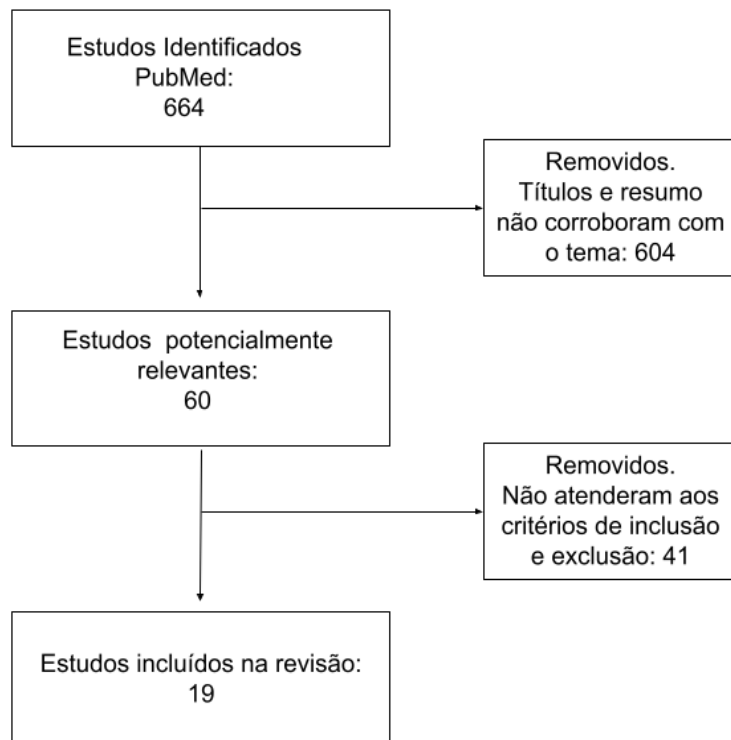 Estudos Identificados
PubMed:
664
Removidos.
Títulos e resumo
não corroboram com
o tema: 604
Estudos potencialmente
relevantes:
60
Removidos.
Não atenderam aos
critérios de inclusão
e exclusão: 41
Estudos incluídos na revisão:
19